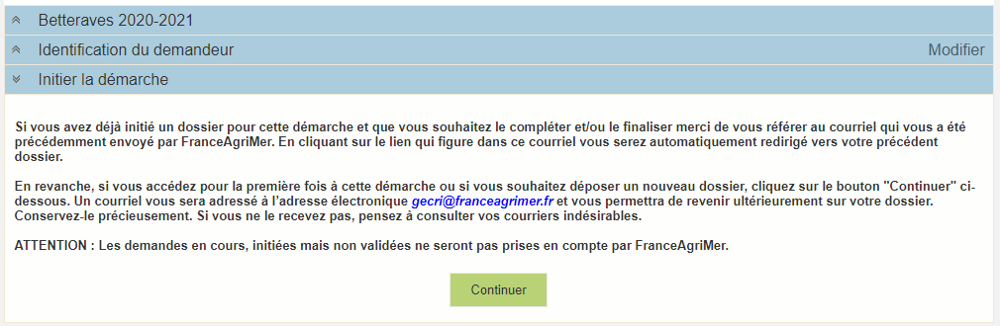 Betteraves 2020-2021
Identification du demandeur Modifier
Initier la démarche
Si vous avez déjà initié un dossier pour cette démarche et que vous souhaitez le compléter et/ou le finaliser merci de vous référer au courriel qui vous a été
précédemment envoyé par FranceAgriMer. En cliquant sur le lien qui figure dans ce courriel vous serez automatiquement redirigé vers votre précédent
dossier.
En revanche, si vous accédez pour la première fois à cette démarche ou si vous souhaitez déposer un nouveau dossier, cliquez sur le bouton "Continuer" ci-
dessous. Un courriel vous sera adressé à l'adresse électronique gecri@franceagrimer.fr et vous permettra de revenir ultérieurement sur votre dossier.
Conservez-le précieusement. Si vous ne le recevez pas, pensez à consulter vos courriers indésirables.
ATTENTION : Les demandes en cours, initiées mais non validées ne seront pas prises en compte par FranceAgriMer.
Continuer